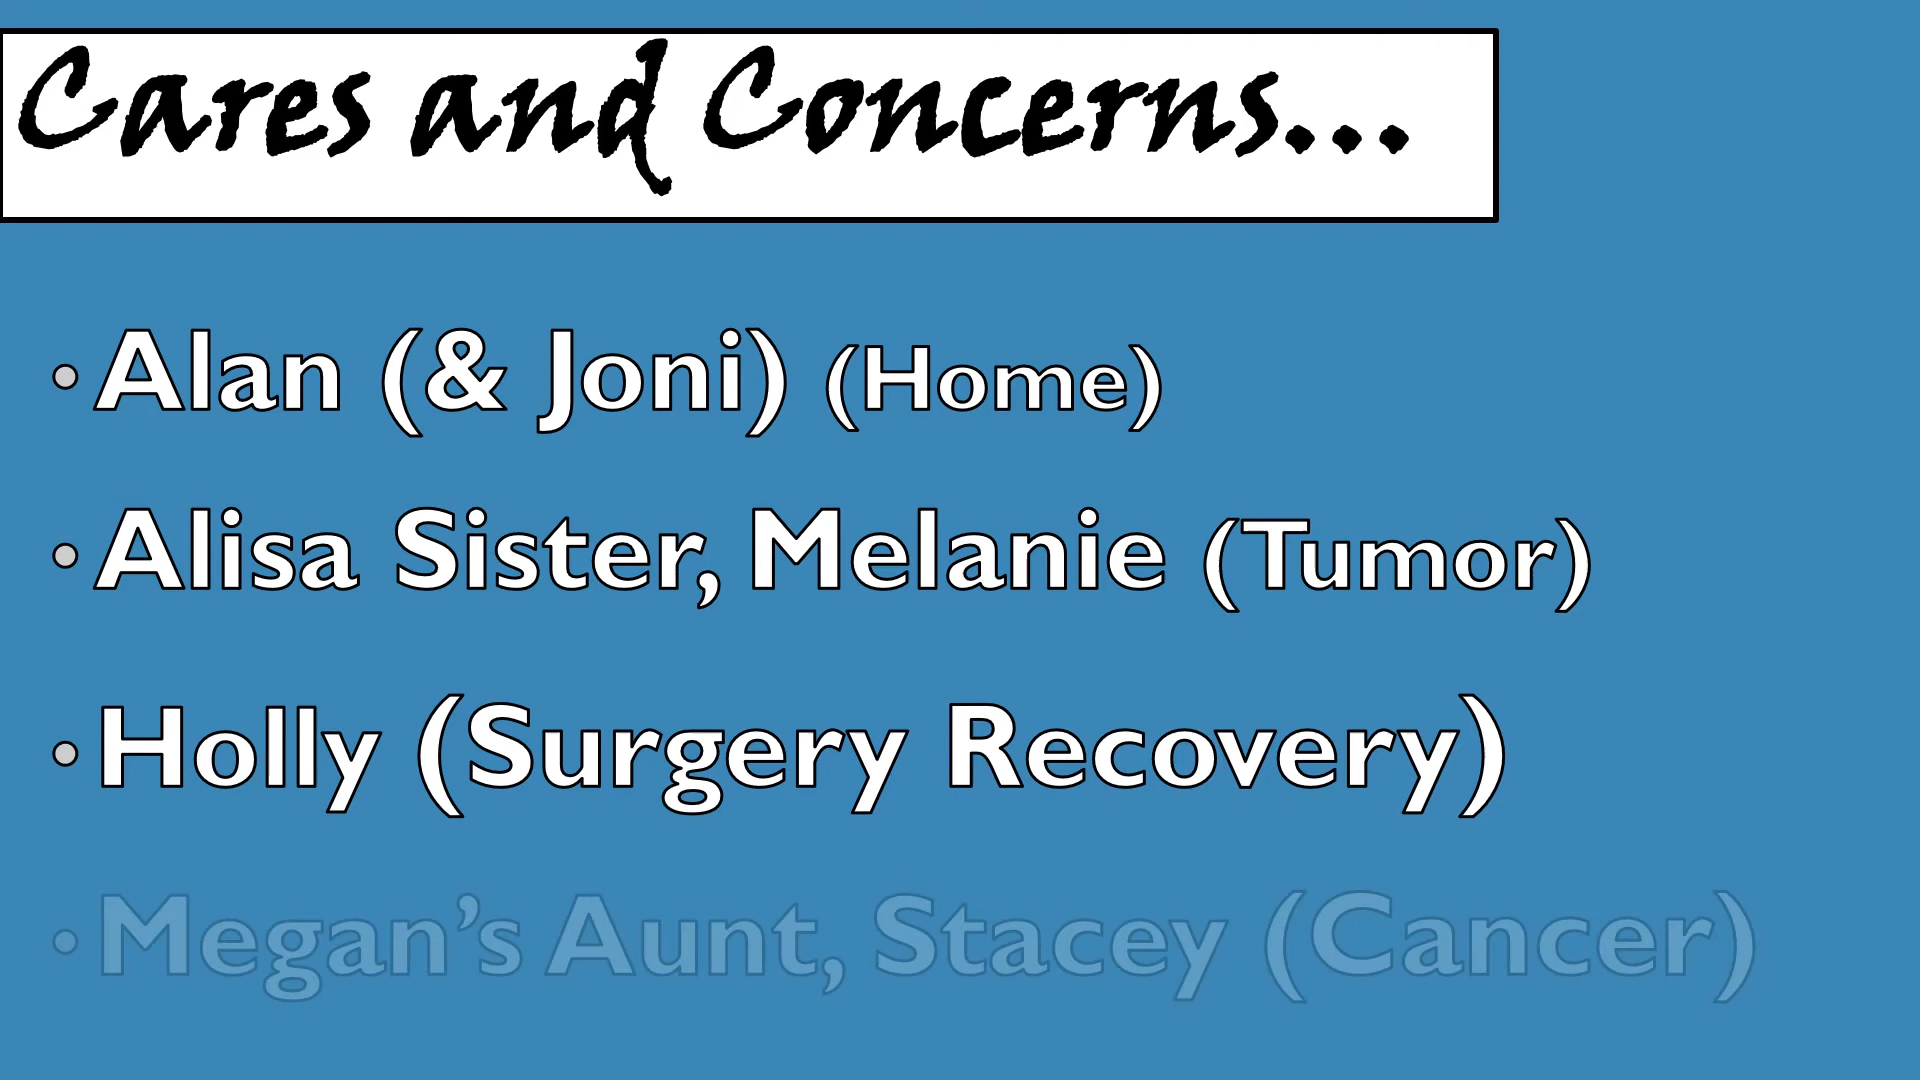 Cares and Concerns...
• Alan (& Joni) (Home)
• Alisa Sister, Melanie (Tumor)
• Holly (Surgery Recovery)
• Megan’s Aunt, Stacey (Cancer)